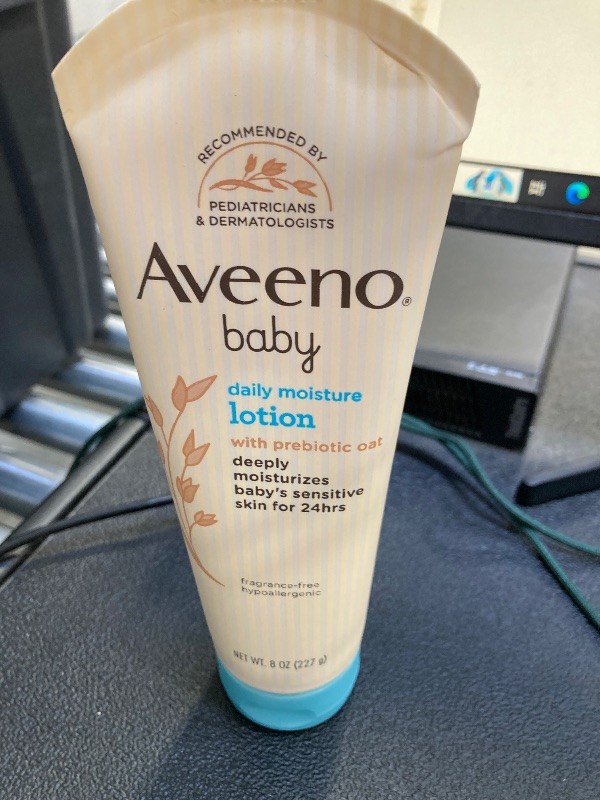 RECOMMENDED BY
PEDIATRICIANS
& DERMATOLOGISTS
Aveeno®
baby
daily moisture
lotion
with prebiotic oat
deeply
moisturizes
baby's sensitive
skin for 24hrs
fragrance-free
hypoallergenic
NET WT. 8 OZ (227 g)